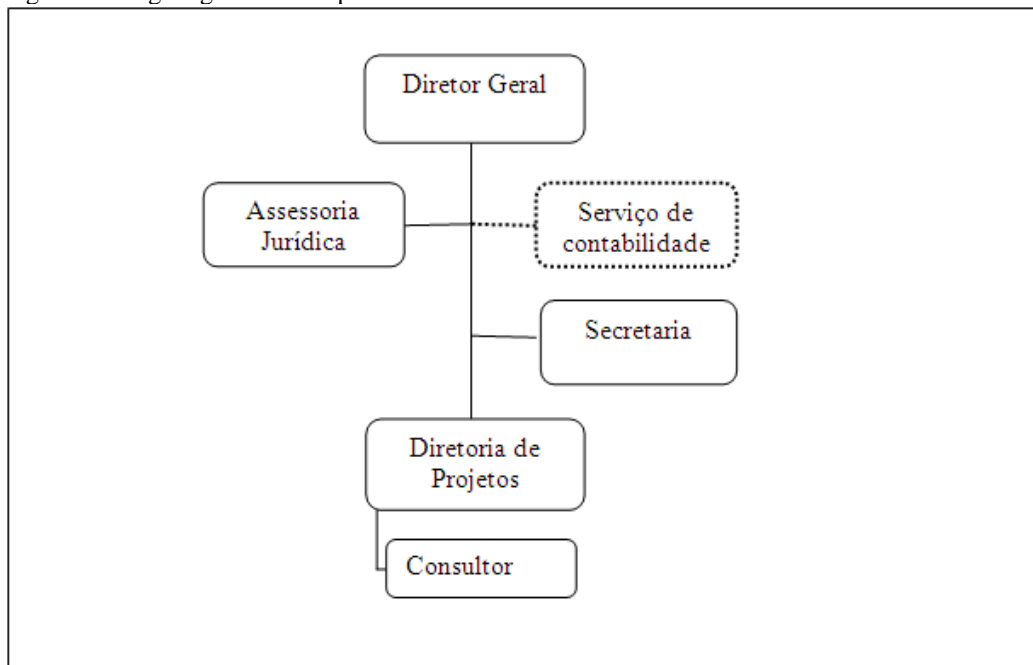 Diretor Geral
Assessoria
Jurídica
Serviço de
contabilidade
Secretaria
Diretoria de
Projetos
Consultor